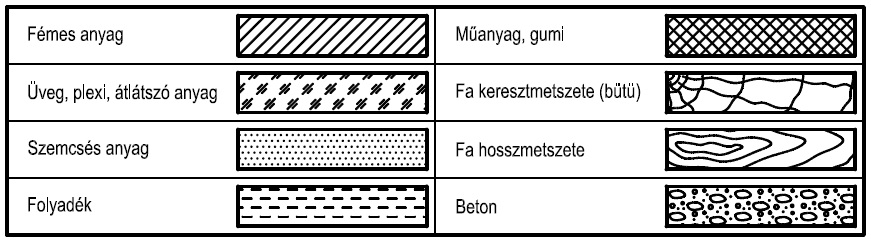 Fémes anyag
Műanyag, gumi
Üveg, plexi, átlátszó anyag
Fa keresztmetszete (bütü)
Szemcsés anyag
Fa hosszmetszete
Folyadék
Beton